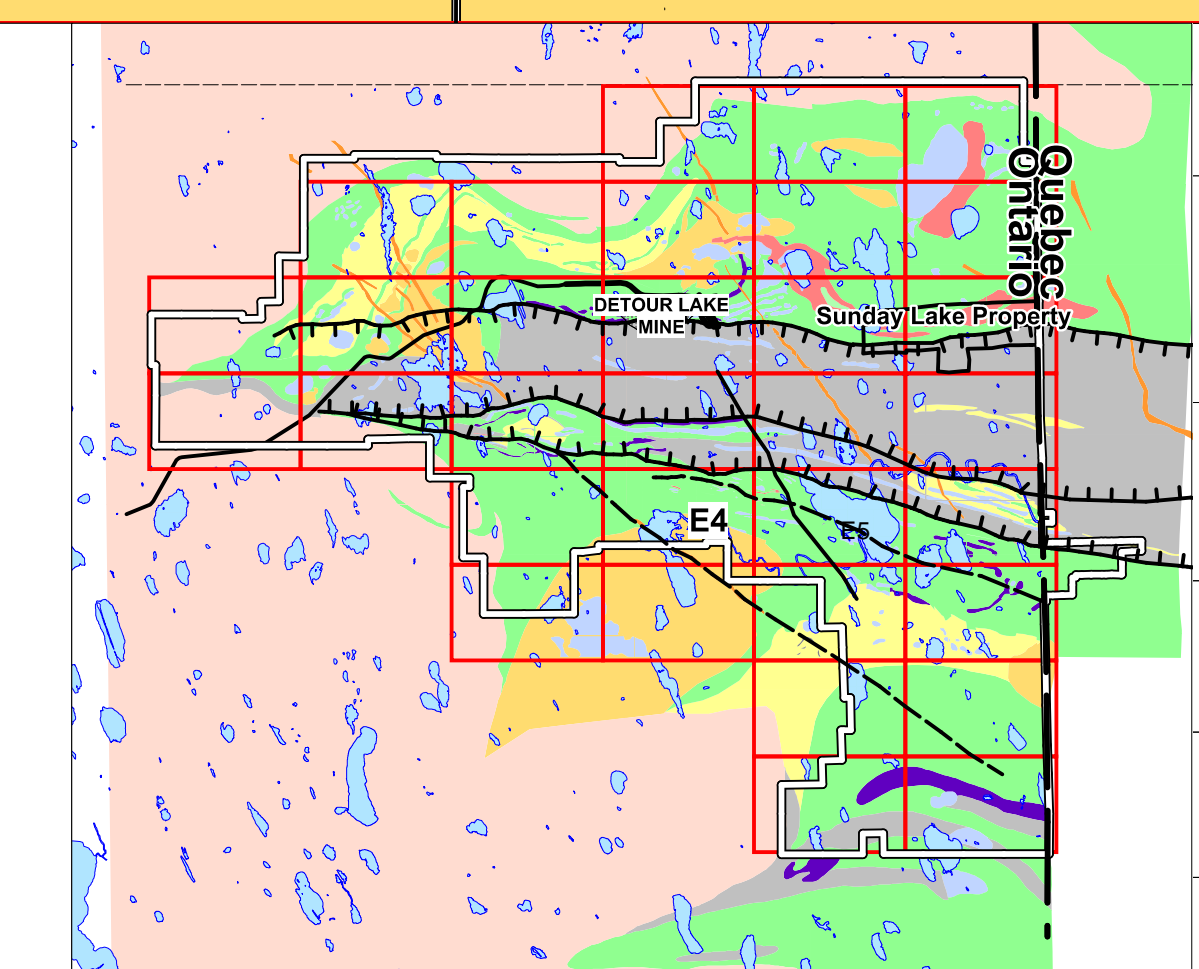 Quebec
Ontario
DETOUR LAKE
MINE
Sunday Lake Property
E4
E5